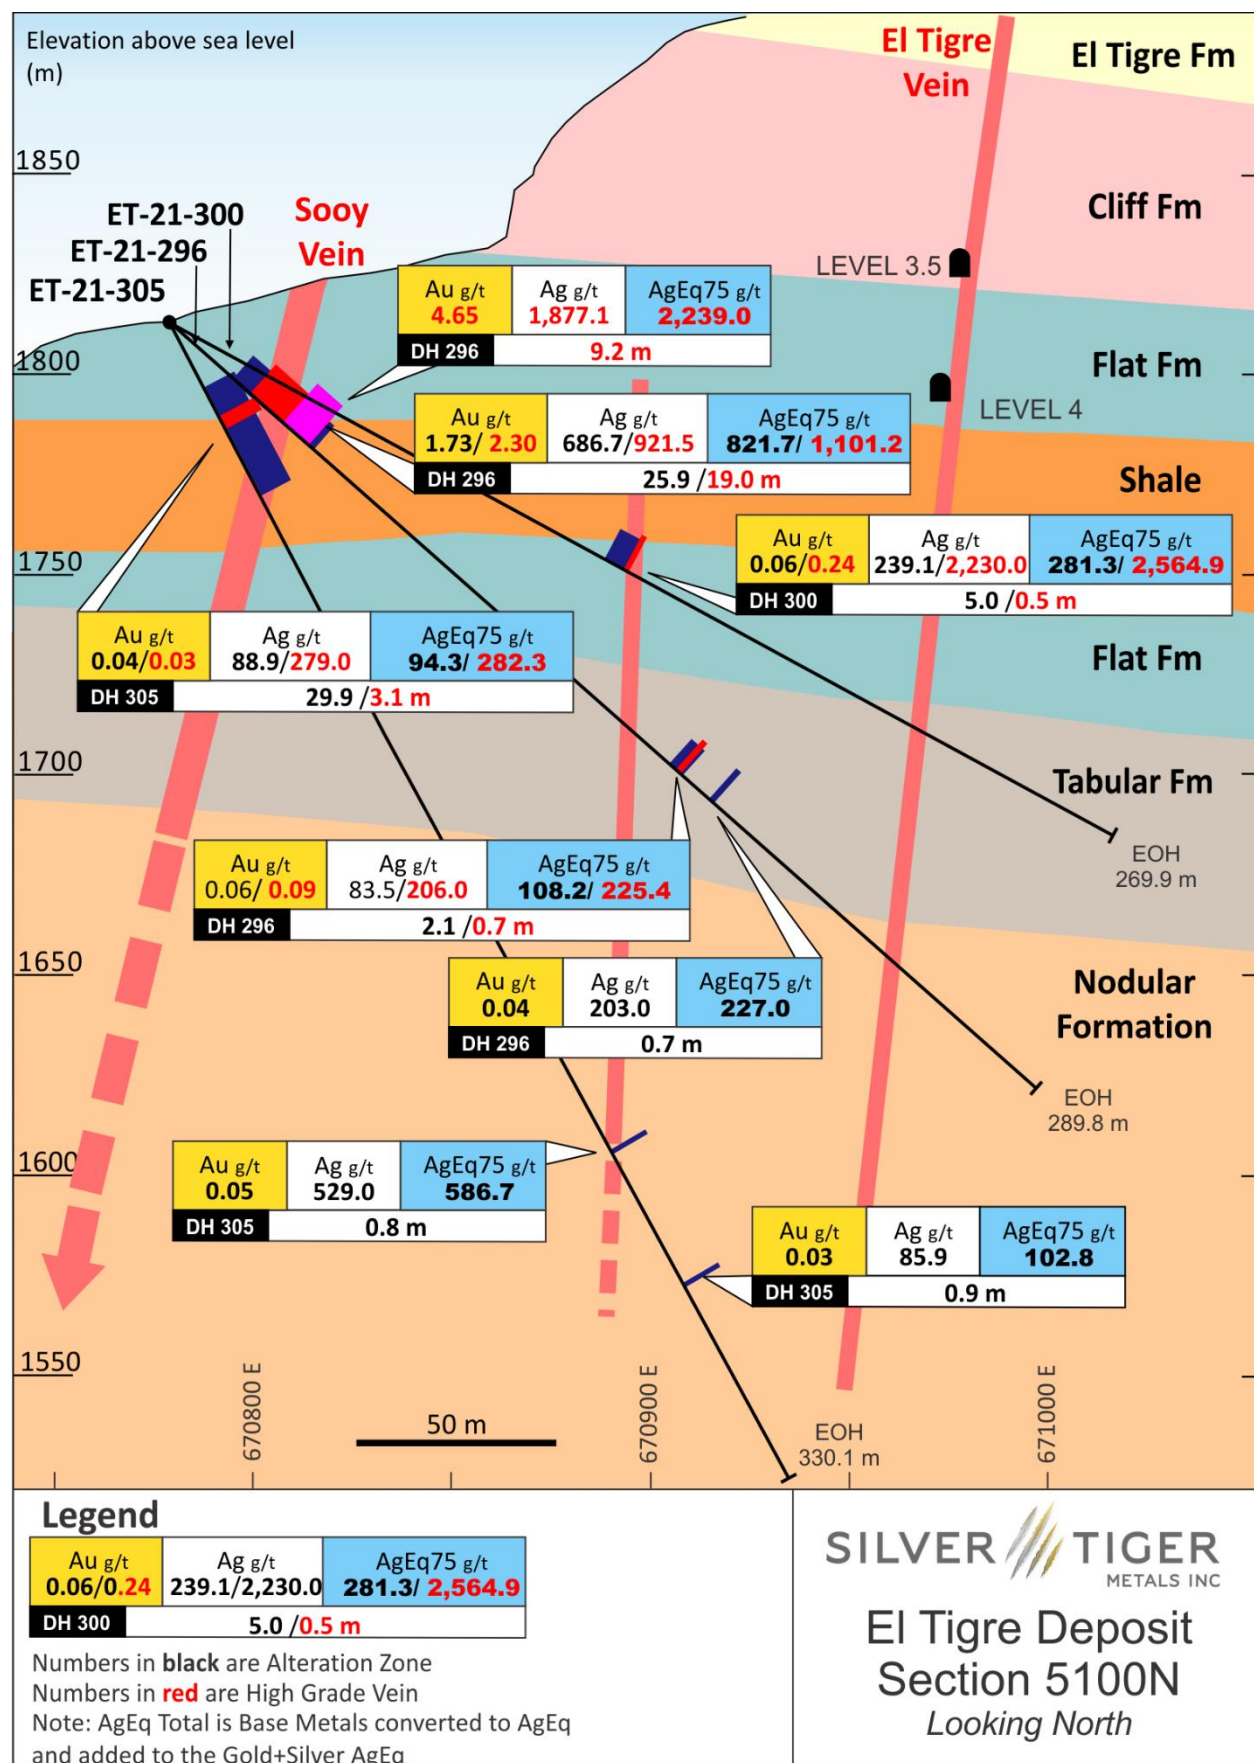 Elevation above sea level
(m)
El Tigre
Vein
El Tigre Fm
1850
ET-21-300
ET-21-296
ET-21-305
Sooy
Vein
Cliff Fm
LEVEL 3.5
Au g/t Ag g/t AgEq75 g/t
4.65 1,877.1 2,239.0
DH 296 9.2 m
1800
Flat Fm
LEVEL 4
Au g/t Ag g/t AgEq75 g/t
1.73/ 2.30 686.7/921.5 821.7/ 1,101.2
DH 296 25.9 /19.0 m
Shale
Au g/t Ag g/t AgEq75 g/t
0.06/0.24 239.1/2,230.0 281.3/ 2,564.9
DH 300 5.0 /0.5 m
1750
Au g/t Ag g/t AgEq75 g/t
0.04/0.03 88.9/279.0 94.3/ 282.3
DH 305 29.9 /3.1 m
Flat Fm
1700
Tabular Fm
Au g/t Ag g/t AgEq75 g/t
0.06/ 0.09 83.5/206.0 108.2/ 225.4
DH 296 2.1 /0.7 m
EOH
269.9 m
1650
Au g/t Ag g/t AgEq75 g/t
0.04 203.0 227.0
DH 296 0.7 m
Nodular
Formation
EOH
289.8 m
1600
Au g/t Ag g/t AgEq75 g/t
0.05 529.0 586.7
DH 305 0.8 m
Au g/t Ag g/t AgEq75 g/t
0.03 85.9 102.8
DH 305 0.9 m
1550
670800 E
50 m
670900 E
671000 E
EOH
330.1 m
Legend
Au g/t Ag g/t AgEq75 g/t
0.06/0.24 239.1/2,230.0 281.3/ 2,564.9
DH 300 5.0 /0.5 m
Numbers in black are Alteration Zone
Numbers in red are High Grade Vein
Note: AgEq Total is Base Metals converted to AgEq
and added to the Gold+Silver AgEq
SILVER TIGER
METALS INC
El Tigre Deposit
Section 5100N
Looking North